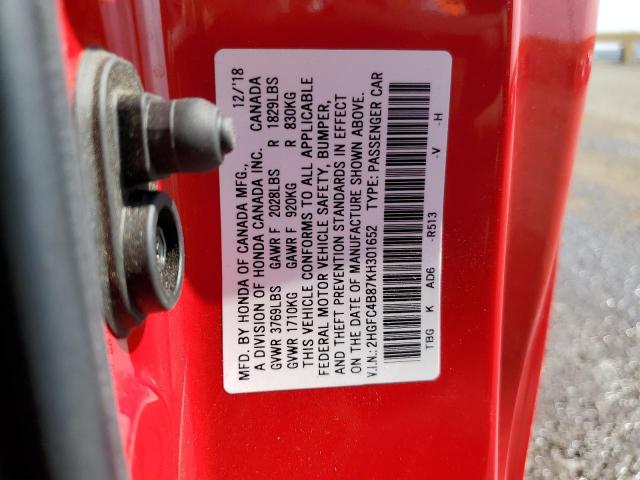 MFD. BY HONDA OF CANADA MFG., 12/'18
A DIVISION OF HONDA CANADA INC. CANADA
GVWR 3769LBS GAWR F 2028LBS R 1829LBS
GVWR 1710KG GAWR F 920KG R 830KG
THIS VEHICLE CONFORMS TO ALL APPLICABLE
FEDERAL MOTOR VEHICLE SAFETY, BUMPER,
AND THEFT PREVENTION STANDARDS IN EFFECT
ON THE DATE OF MANUFACTURE SHOWN ABOVE.
V.I.N.: 2HGFC4B87KH301652 TYPE: PASSENGER CAR
TBG K AD6 -R513 -V -H